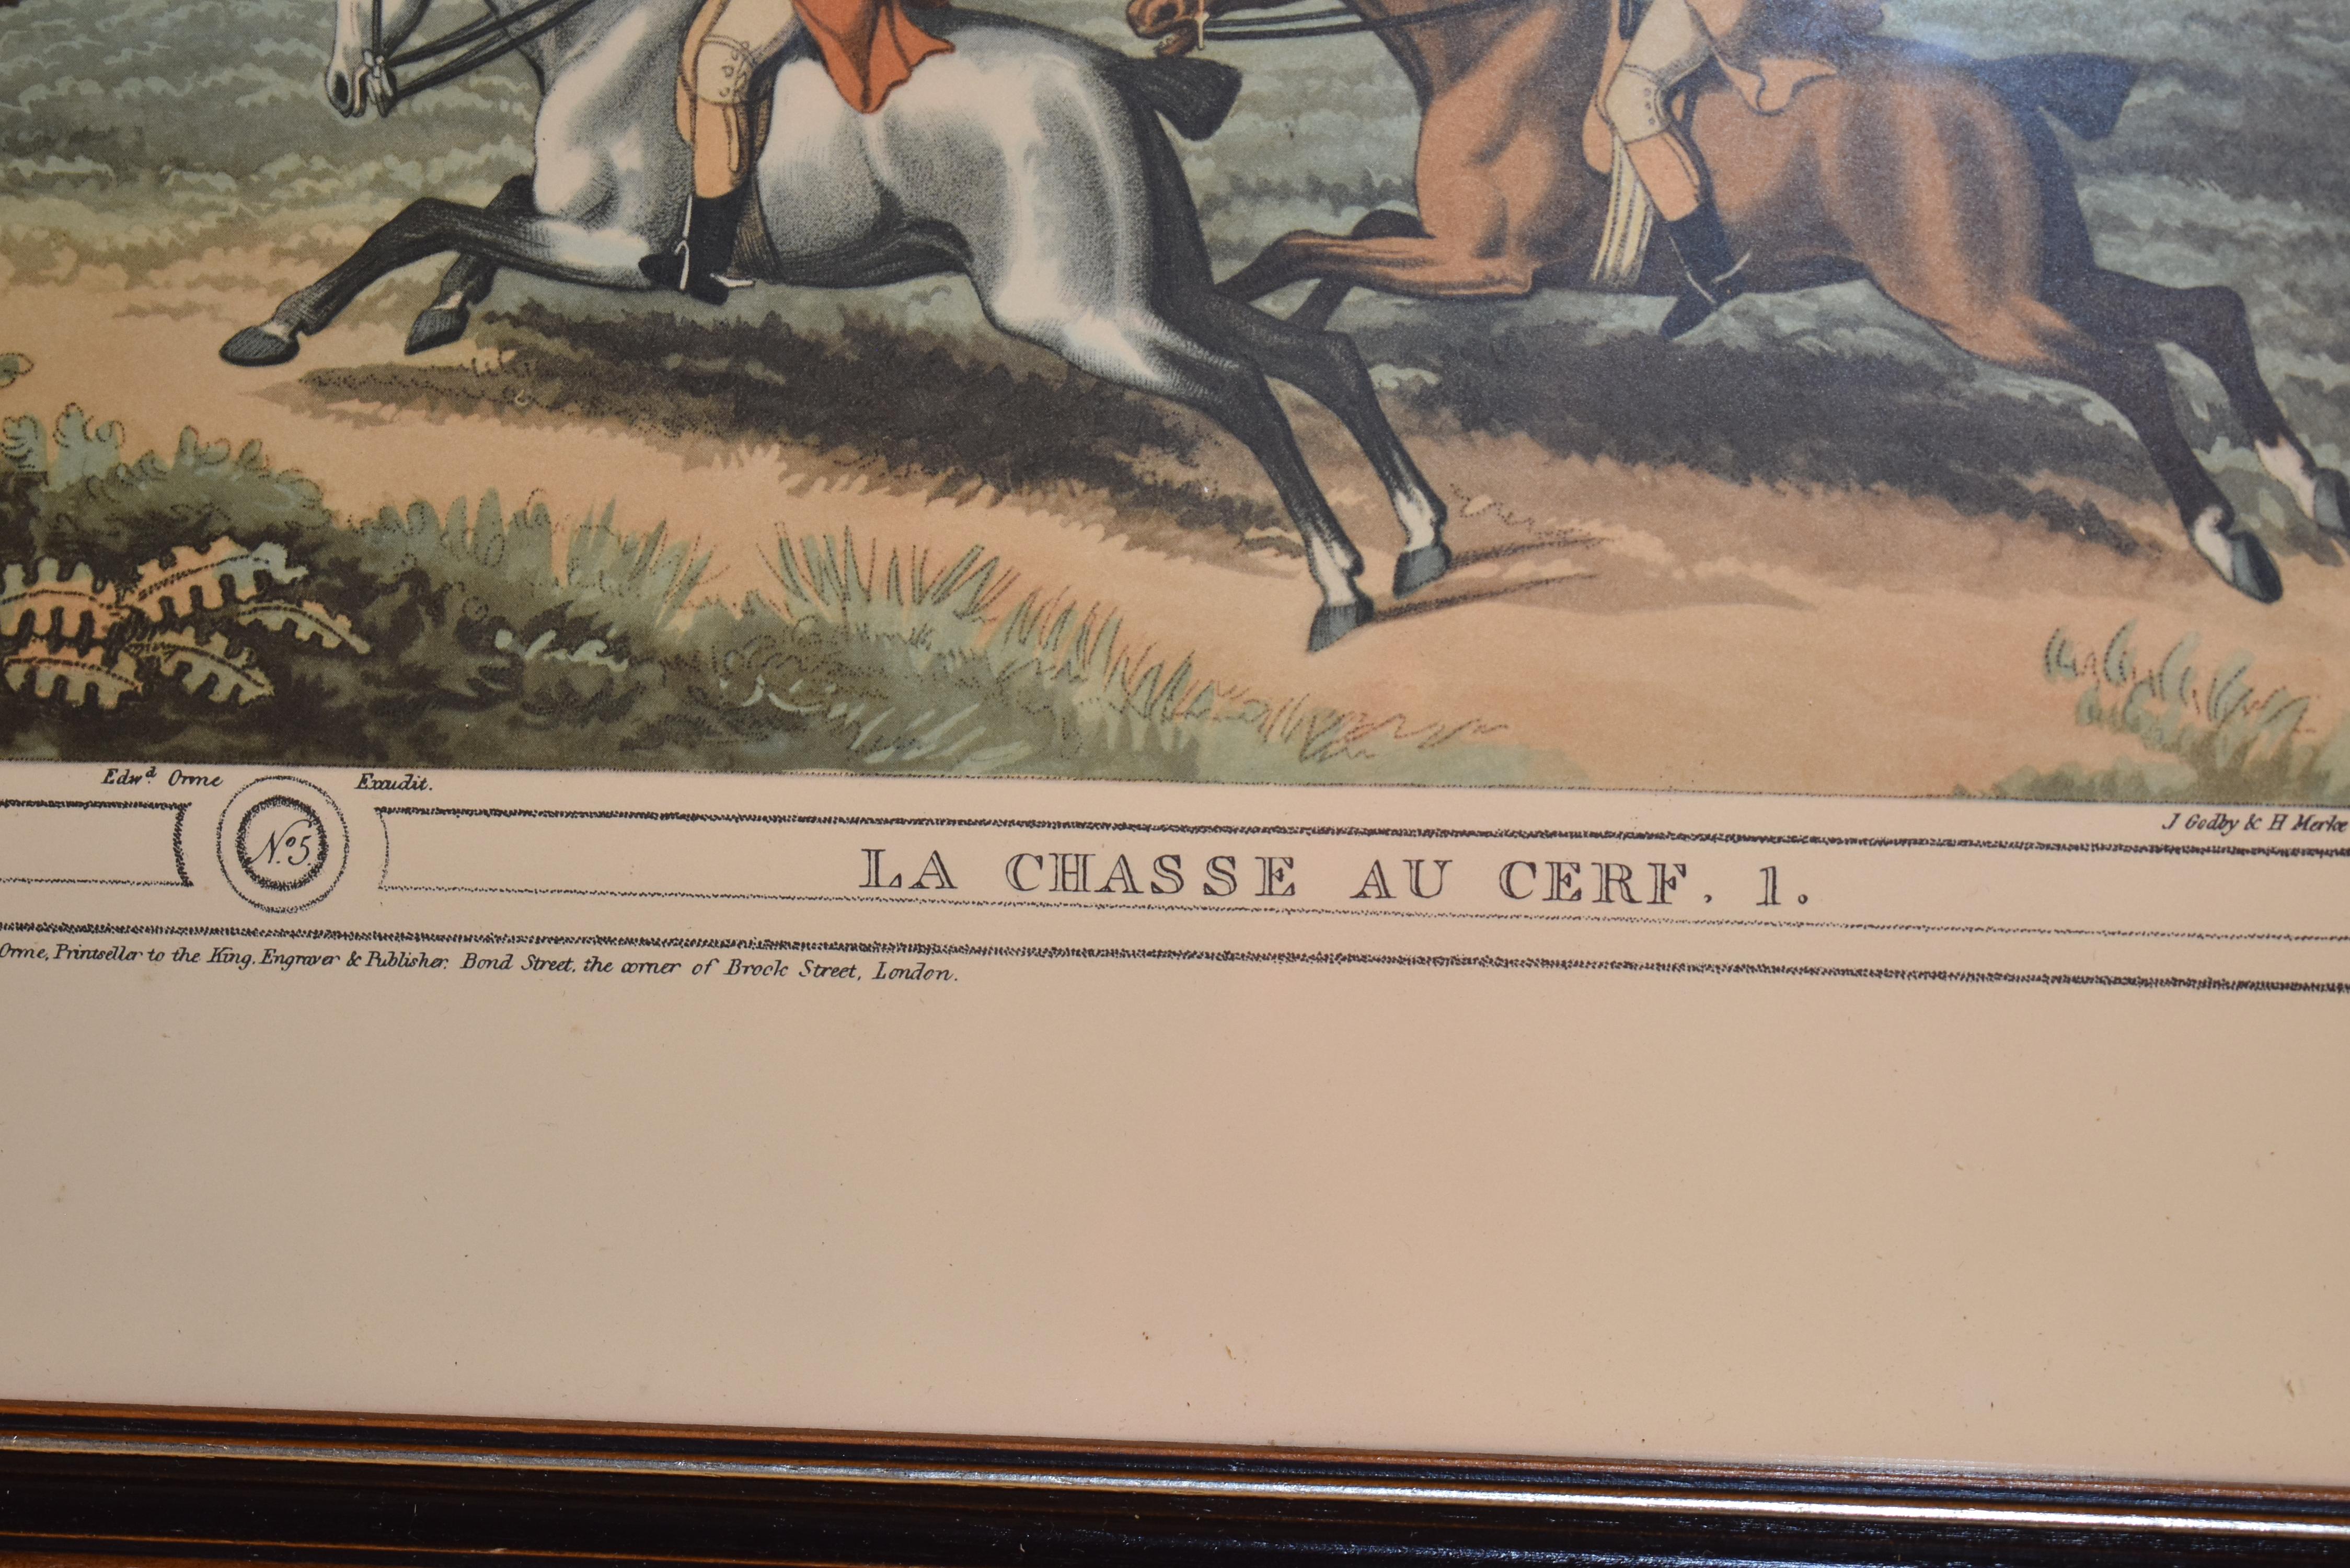 Edwd. Orme Exudit.
J Godby & H Merke
No. 5.
LA CHASSE AU CERF. 1.
Orme, Printseller to the King, Engraver & Publisher, Bond Street, the corner of Brock Street, London.